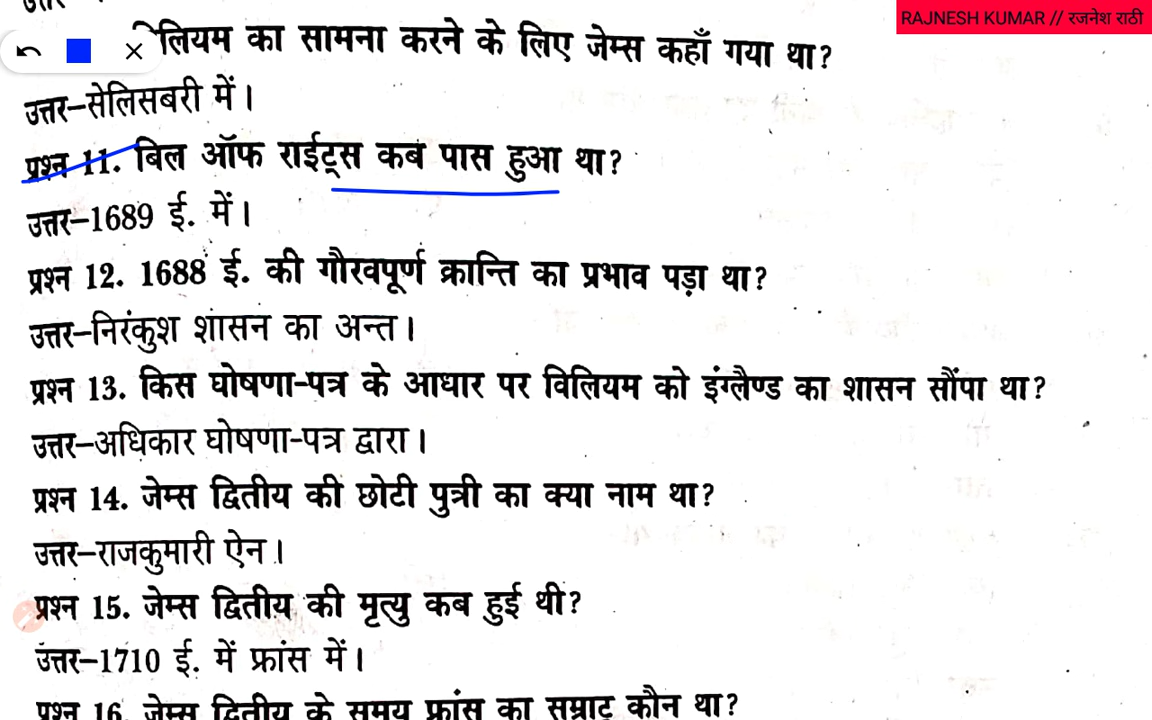 RAJNESH KUMAR // रजनेश राठी
लियम का सामना करने के लिए जेम्स कहाँ गया था?
उत्तर–सेलिसबरी में।
प्रश्न 11. बिल ऑफ राईट्स कब पास हुआ था?
उत्तर–1689 ई. में।
प्रश्न 12. 1688 ई. की गौरवपूर्ण क्रान्ति का प्रभाव पड़ा था?
उत्तर–निरंकुश शासन का अन्त।
प्रश्न 13. किस घोषणा-पत्र के आधार पर विलियम को इंग्लैण्ड का शासन सौंपा था?
उत्तर–अधिकार घोषणा-पत्र द्वारा।
प्रश्न 14. जेम्स द्वितीय की छोटी पुत्री का क्या नाम था?
उत्तर–राजकुमारी ऐन।
प्रश्न 15. जेम्स द्वितीय की मृत्यु कब हुई थी?
उत्तर–1710 ई. में फ्रांस में।
प्रश्न 16. जेम्स द्वितीय के समय फ्रांस का सम्राट कौन था?